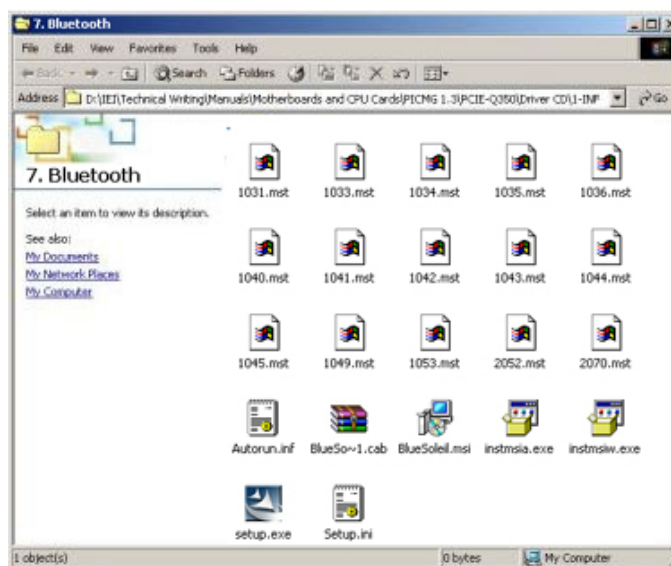 7. Bluetooth
File Edit View Favorites Tools Help
Back Search Folders
Address D:\IEI\Technical Writing\Manuals\Motherboards and CPU Cards\PICMG 1.3\PCIE-Q350\Driver CD\1-INF Go
7. Bluetooth
Select an item to view its description.
See also:
My Documents
My Network Places
My Computer
1031.mst 1033.mst 1034.mst 1035.mst 1036.mst
1040.mst 1041.mst 1042.mst 1043.mst 1044.mst
1045.mst 1049.mst 1053.mst 2052.mst 2070.mst
Autorun.inf BlueSo~1.cab BlueSoleil.msi instmsia.exe instmsiw.exe
setup.exe Setup.ini
1 object(s) 0 bytes My Computer